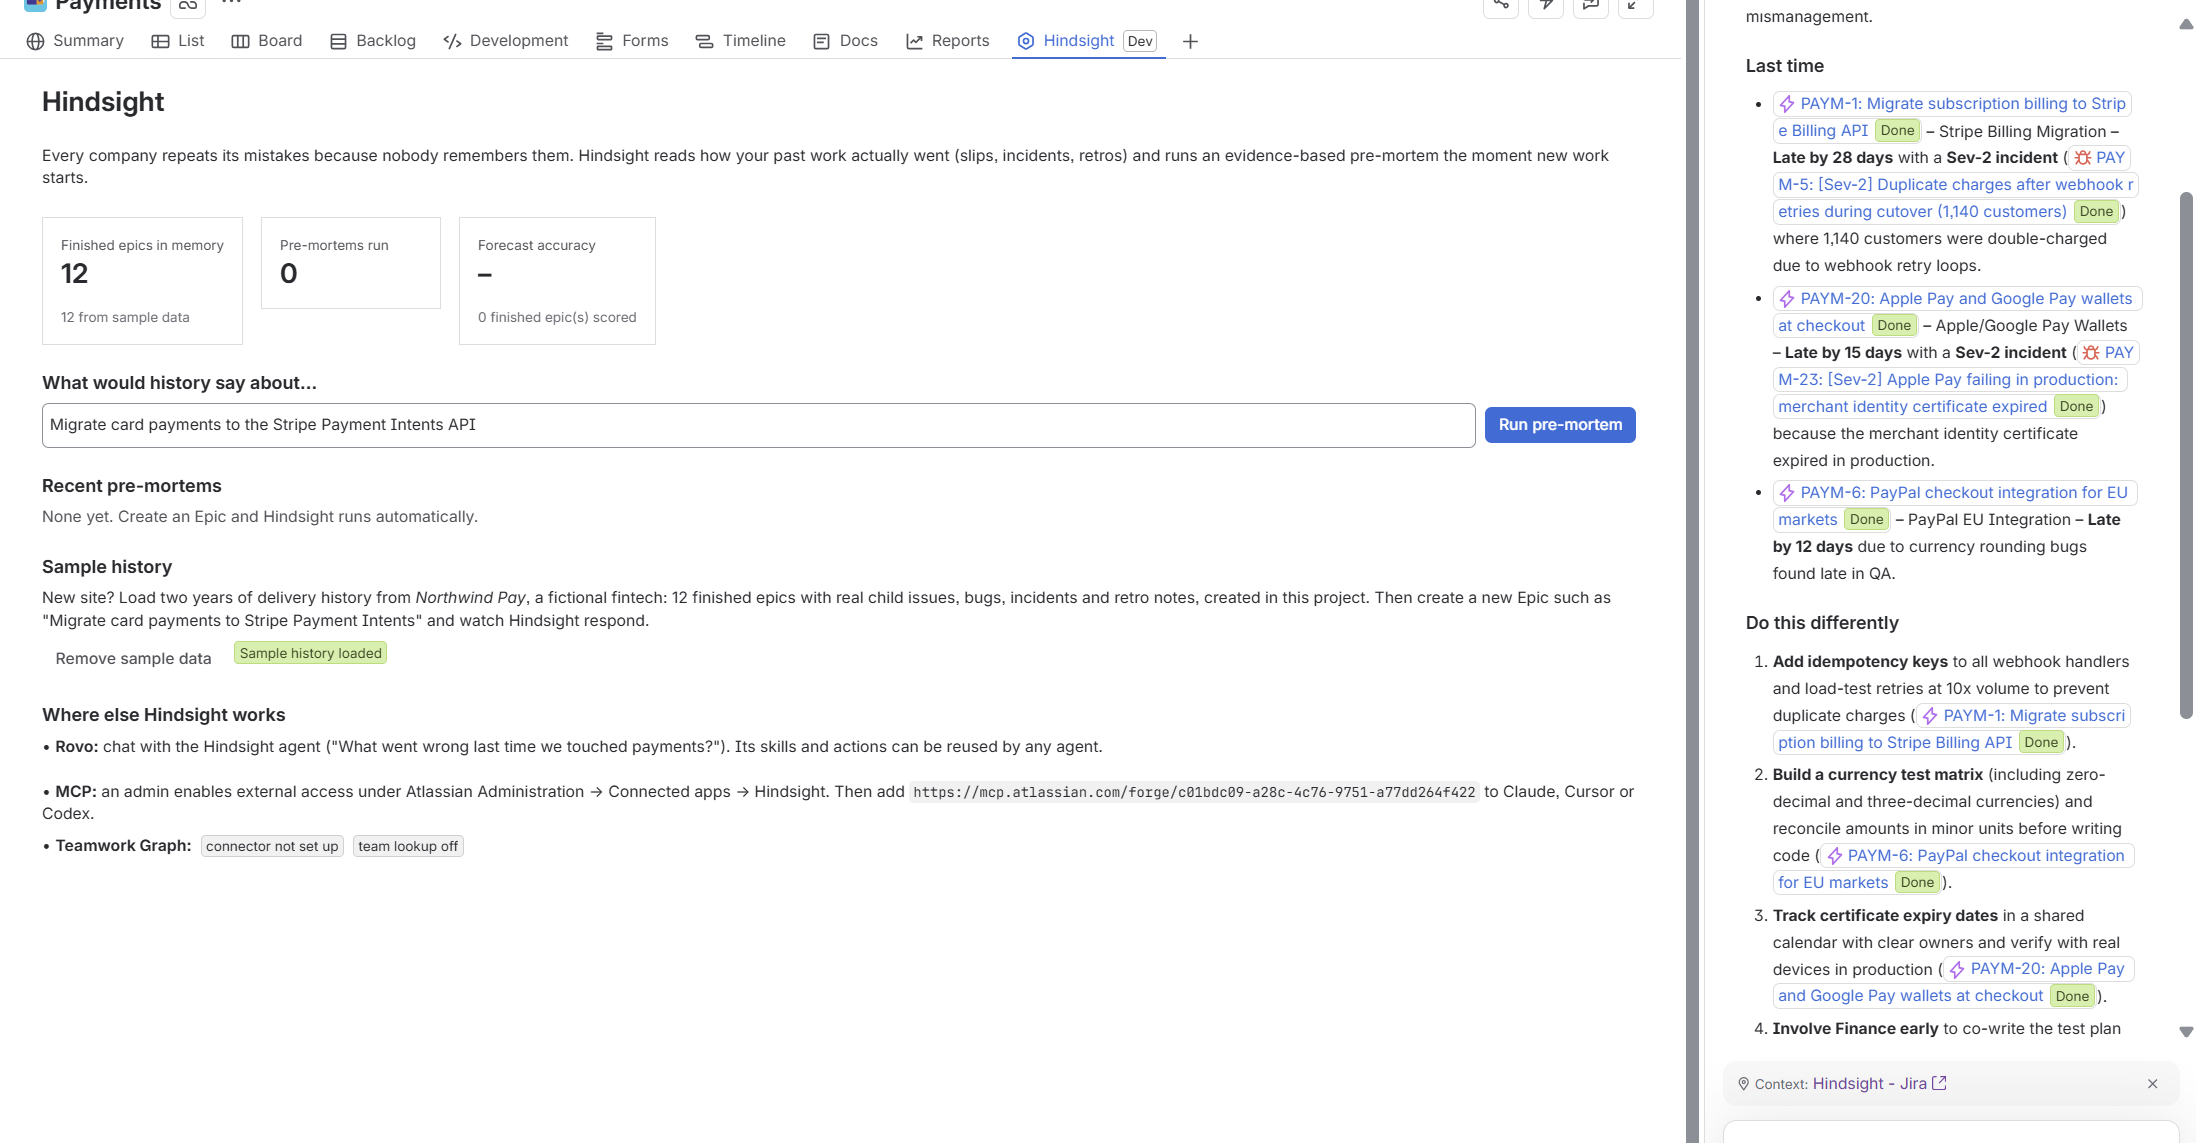 Payments
Summary
List
Board
Backlog
Development
Forms
Timeline
Docs
Reports
Hindsight Dev
Hindsight
Every company repeats its mistakes because nobody remembers them. Hindsight reads how your past work actually went (slips, incidents, retros) and runs an evidence-based pre-mortem the moment new work
starts.
Finished epics in memory
12
12 from sample data
Pre-mortems run
0
Forecast accuracy
–
0 finished epic(s) scored
What would history say about...
Migrate card payments to the Stripe Payment Intents API
Run pre-mortem
Recent pre-mortems
None yet. Create an Epic and Hindsight runs automatically.
Sample history
New site? Load two years of delivery history from Northwind Pay, a fictional fintech: 12 finished epics with real child issues, bugs, incidents and retro notes, created in this project. Then create a new Epic such as
"Migrate card payments to Stripe Payment Intents" and watch Hindsight respond.
Remove sample data
Sample history loaded
Where else Hindsight works
• Rovo: chat with the Hindsight agent ("What went wrong last time we touched payments?"). Its skills and actions can be reused by any agent.
• MCP: an admin enables external access under Atlassian Administration → Connected apps → Hindsight. Then add https://mcp.atlassian.com/forge/c01bdc09-a28c-4c76-9751-a77dd264f422 to Claude, Cursor or
Codex.
• Teamwork Graph: connector not set up team lookup off
mismanagement.
Last time
• PAYM-1: Migrate subscription billing to Strip
e Billing API Done – Stripe Billing Migration –
Late by 28 days with a Sev-2 incident ( PAY
M-5: [Sev-2] Duplicate charges after webhook r
etries during cutover (1,140 customers) Done )
where 1,140 customers were double-charged
due to webhook retry loops.
• PAYM-20: Apple Pay and Google Pay wallets
at checkout Done – Apple/Google Pay Wallets
– Late by 15 days with a Sev-2 incident ( PAY
M-23: [Sev-2] Apple Pay failing in production:
merchant identity certificate expired Done )
because the merchant identity certificate
expired in production.
• PAYM-6: PayPal checkout integration for EU
markets Done – PayPal EU Integration – Late
by 12 days due to currency rounding bugs
found late in QA.
Do this differently
1. Add idempotency keys to all webhook handlers
and load-test retries at 10x volume to prevent
duplicate charges ( PAYM-1: Migrate subscri
ption billing to Stripe Billing API Done ).
2. Build a currency test matrix (including zero-
decimal and three-decimal currencies) and
reconcile amounts in minor units before writing
code ( PAYM-6: PayPal checkout integration
for EU markets Done ).
3. Track certificate expiry dates in a shared
calendar with clear owners and verify with real
devices in production ( PAYM-20: Apple Pay
and Google Pay wallets at checkout Done ).
4. Involve Finance early to co-write the test plan
Context: Hindsight - Jira